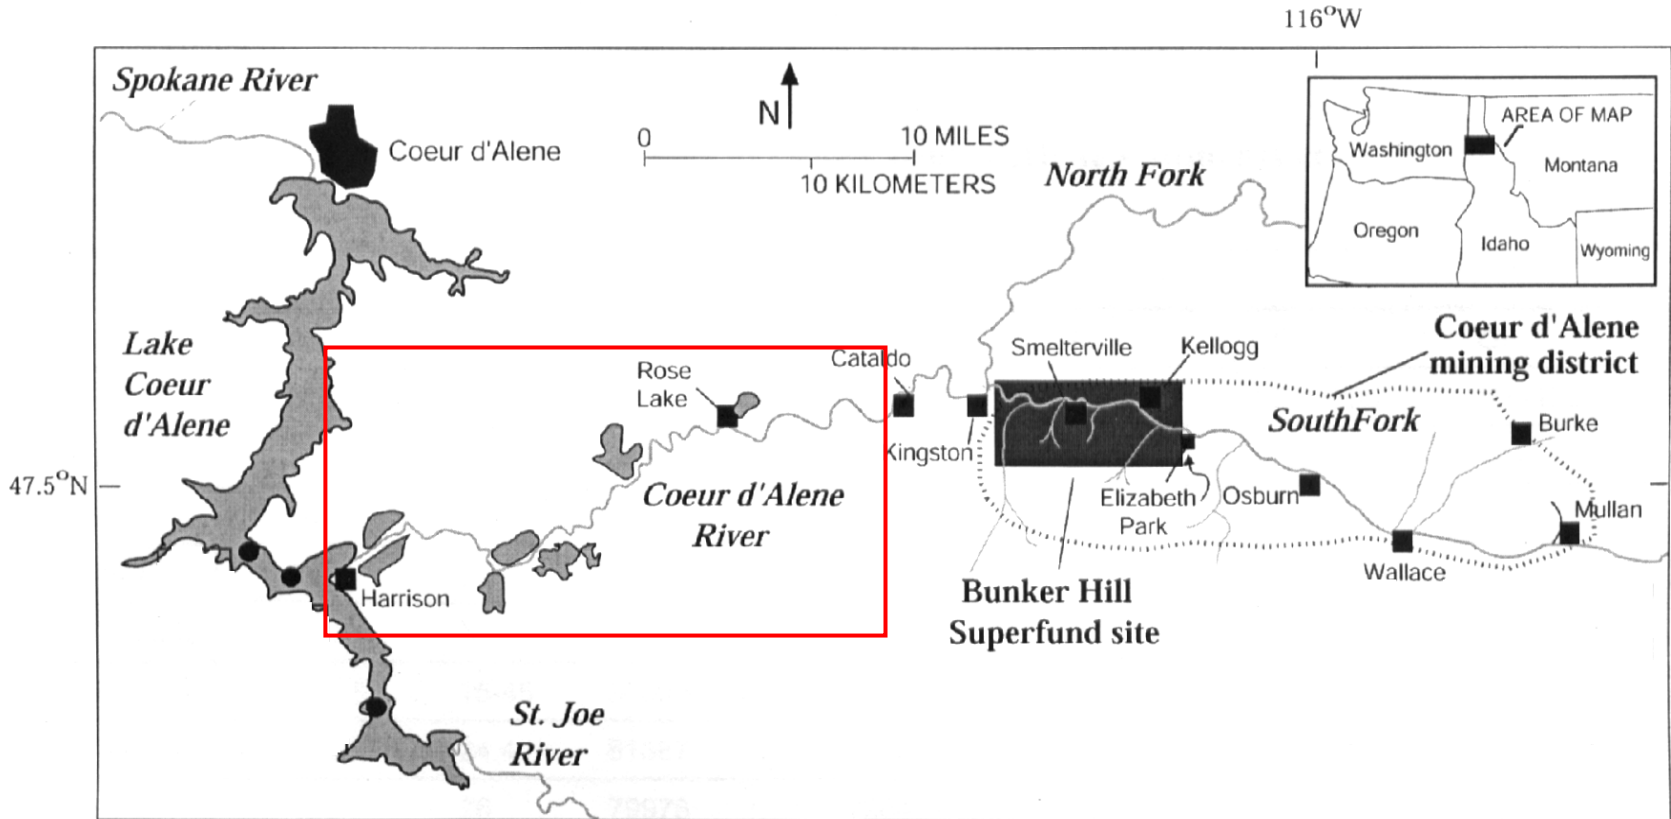 116°W
Spokane River
Coeur d'Alene
N
0
10 MILES
10 KILOMETERS
North Fork
AREA OF MAP
Washington
Montana
Oregon
Idaho
Wyoming
Lake
Coeur
d'Alene
Rose
Lake
Cataldo
Smelterville
Kellogg
Coeur d'Alene
mining district
SouthFork
Burke
Kingston
47.5°N
Coeur d'Alene
River
Elizabeth
Park
Osburn
Mullan
Harrison
Wallace
Bunker Hill
Superfund site
St. Joe
River